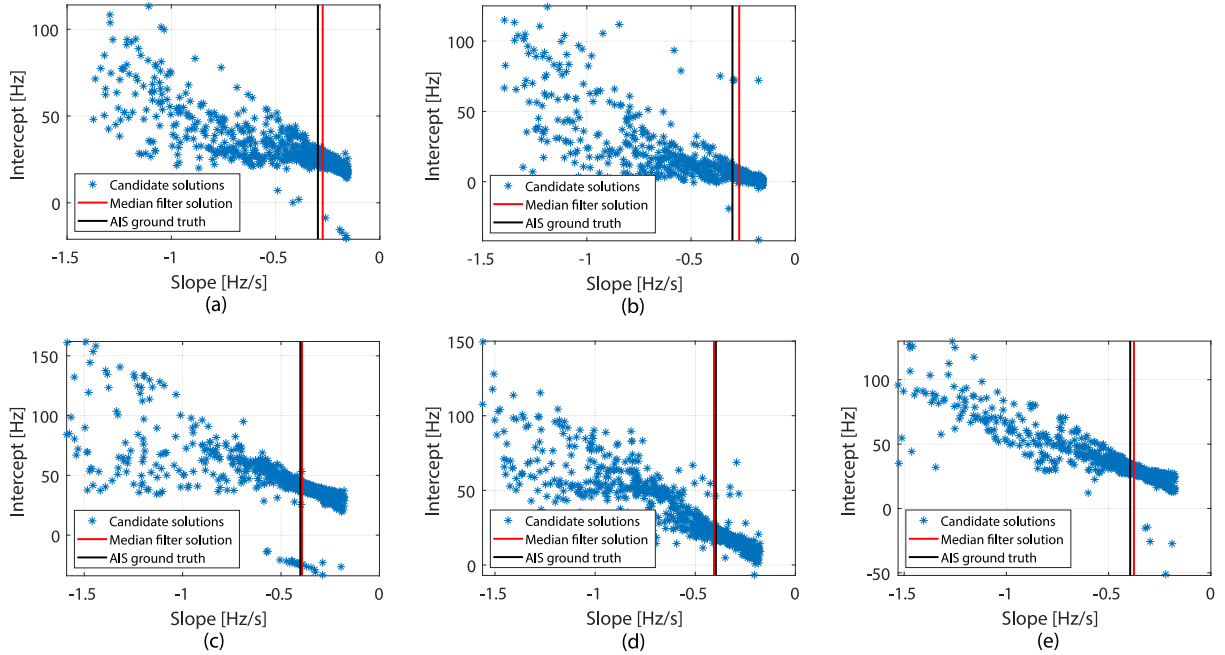 100
50
0
Intercept [Hz]
Candidate solutions
Median filter solution
AIS ground truth
-1.5 -1 -0.5 0
Slope [Hz/s]
(a)
100
50
0
Intercept [Hz]
Candidate solutions
Median filter solution
AIS ground truth
-1.5 -1 -0.5 0
Slope [Hz/s]
(b)
150
100
50
0
Intercept [Hz]
Candidate solutions
Median filter solution
AIS ground truth
-1.5 -1 -0.5 0
Slope [Hz/s]
(c)
150
100
50
0
Intercept [Hz]
Candidate solutions
Median filter solution
AIS ground truth
-1.5 -1 -0.5 0
Slope [Hz/s]
(d)
100
50
0
-50
Intercept [Hz]
Candidate solutions
Median filter solution
AIS ground truth
-1.5 -1 -0.5 0
Slope [Hz/s]
(e)